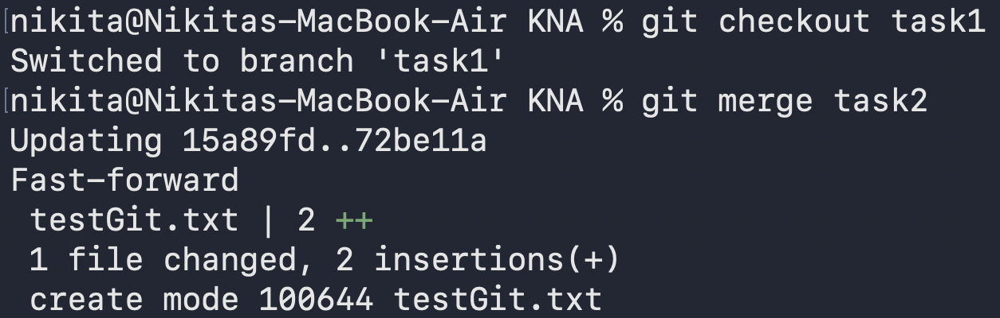 [nikita@Nikitas-MacBook-Air KNA % git checkout task1
Switched to branch 'task1'
[nikita@Nikitas-MacBook-Air KNA % git merge task2
Updating 15a89fd..72be11a
Fast-forward
 testGit.txt | 2 ++
 1 file changed, 2 insertions(+)
 create mode 100644 testGit.txt